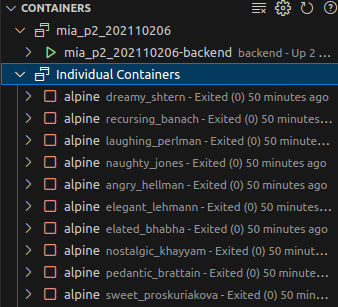 CONTAINERS
mia_p2_202110206
mia_p2_202110206-backend backend - Up 2 ...
Individual Containers
alpine dreamy_shtern - Exited (0) 50 minutes ago
alpine recursing_banach - Exited (0) 50 minutes ...
alpine laughing_perlman - Exited (0) 50 minutes ...
alpine naughty_jones - Exited (0) 50 minutes ago
alpine angry_hellman - Exited (0) 50 minutes ago
alpine elegant_lehmann - Exited (0) 50 minutes ...
alpine elated_bhabha - Exited (0) 50 minutes ago
alpine nostalgic_khayyam - Exited (0) 50 minute...
alpine pedantic_brattain - Exited (0) 50 minutes...
alpine sweet_proskuriakova - Exited (0) 50 minu...